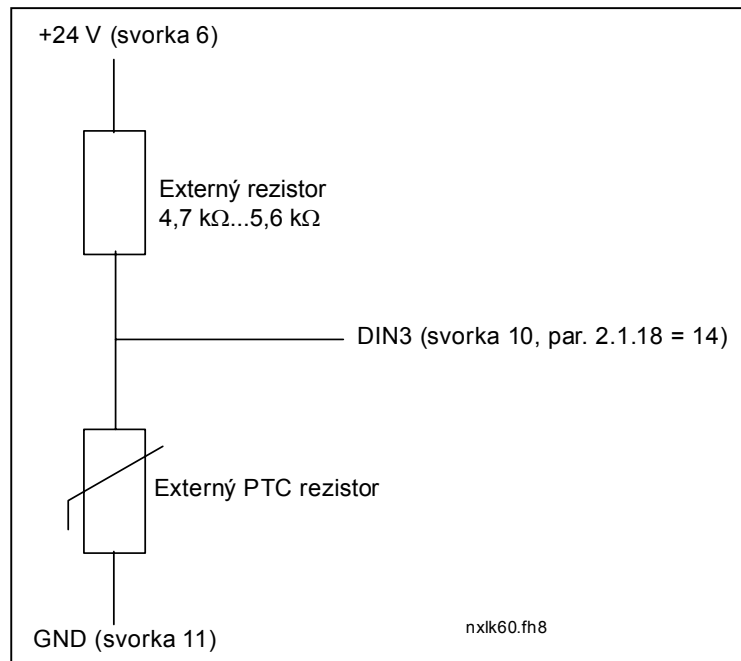 +24 V (svorka 6)
Externý rezistor
4,7 kΩ...5,6 kΩ
DIN3 (svorka 10, par. 2.1.18 = 14)
Externý PTC rezistor
GND (svorka 11)
nxlk60.fh8